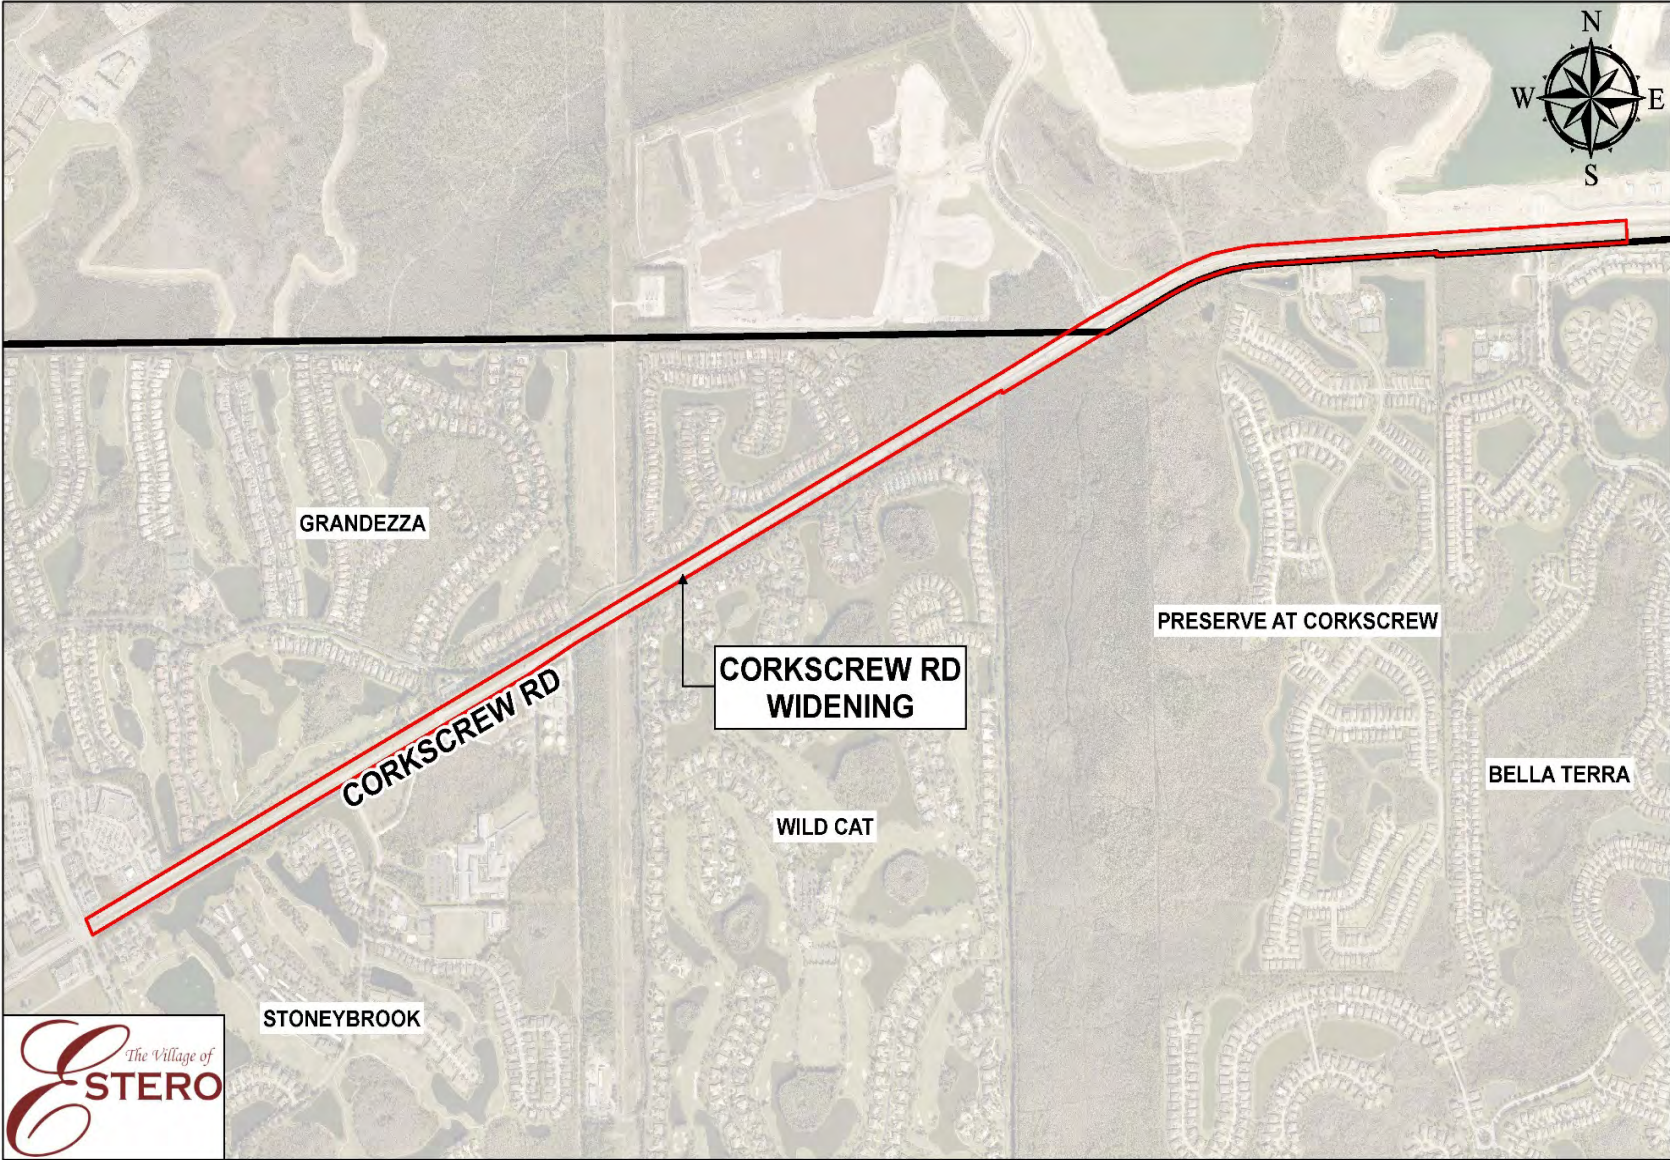 N
W E
S
GRANDEZZA
CORKSCREW RD
CORKSCREW RD
WIDENING
PRESERVE AT CORKSCREW
BELLA TERRA
WILD CAT
STONEYBROOK
The Village of
ESTERO